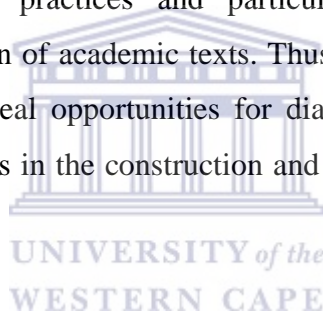 practices and particul
n of academic texts. Thus
eal opportunities for dia
s in the construction and
UNIVERSITY of the
WESTERN CAPE